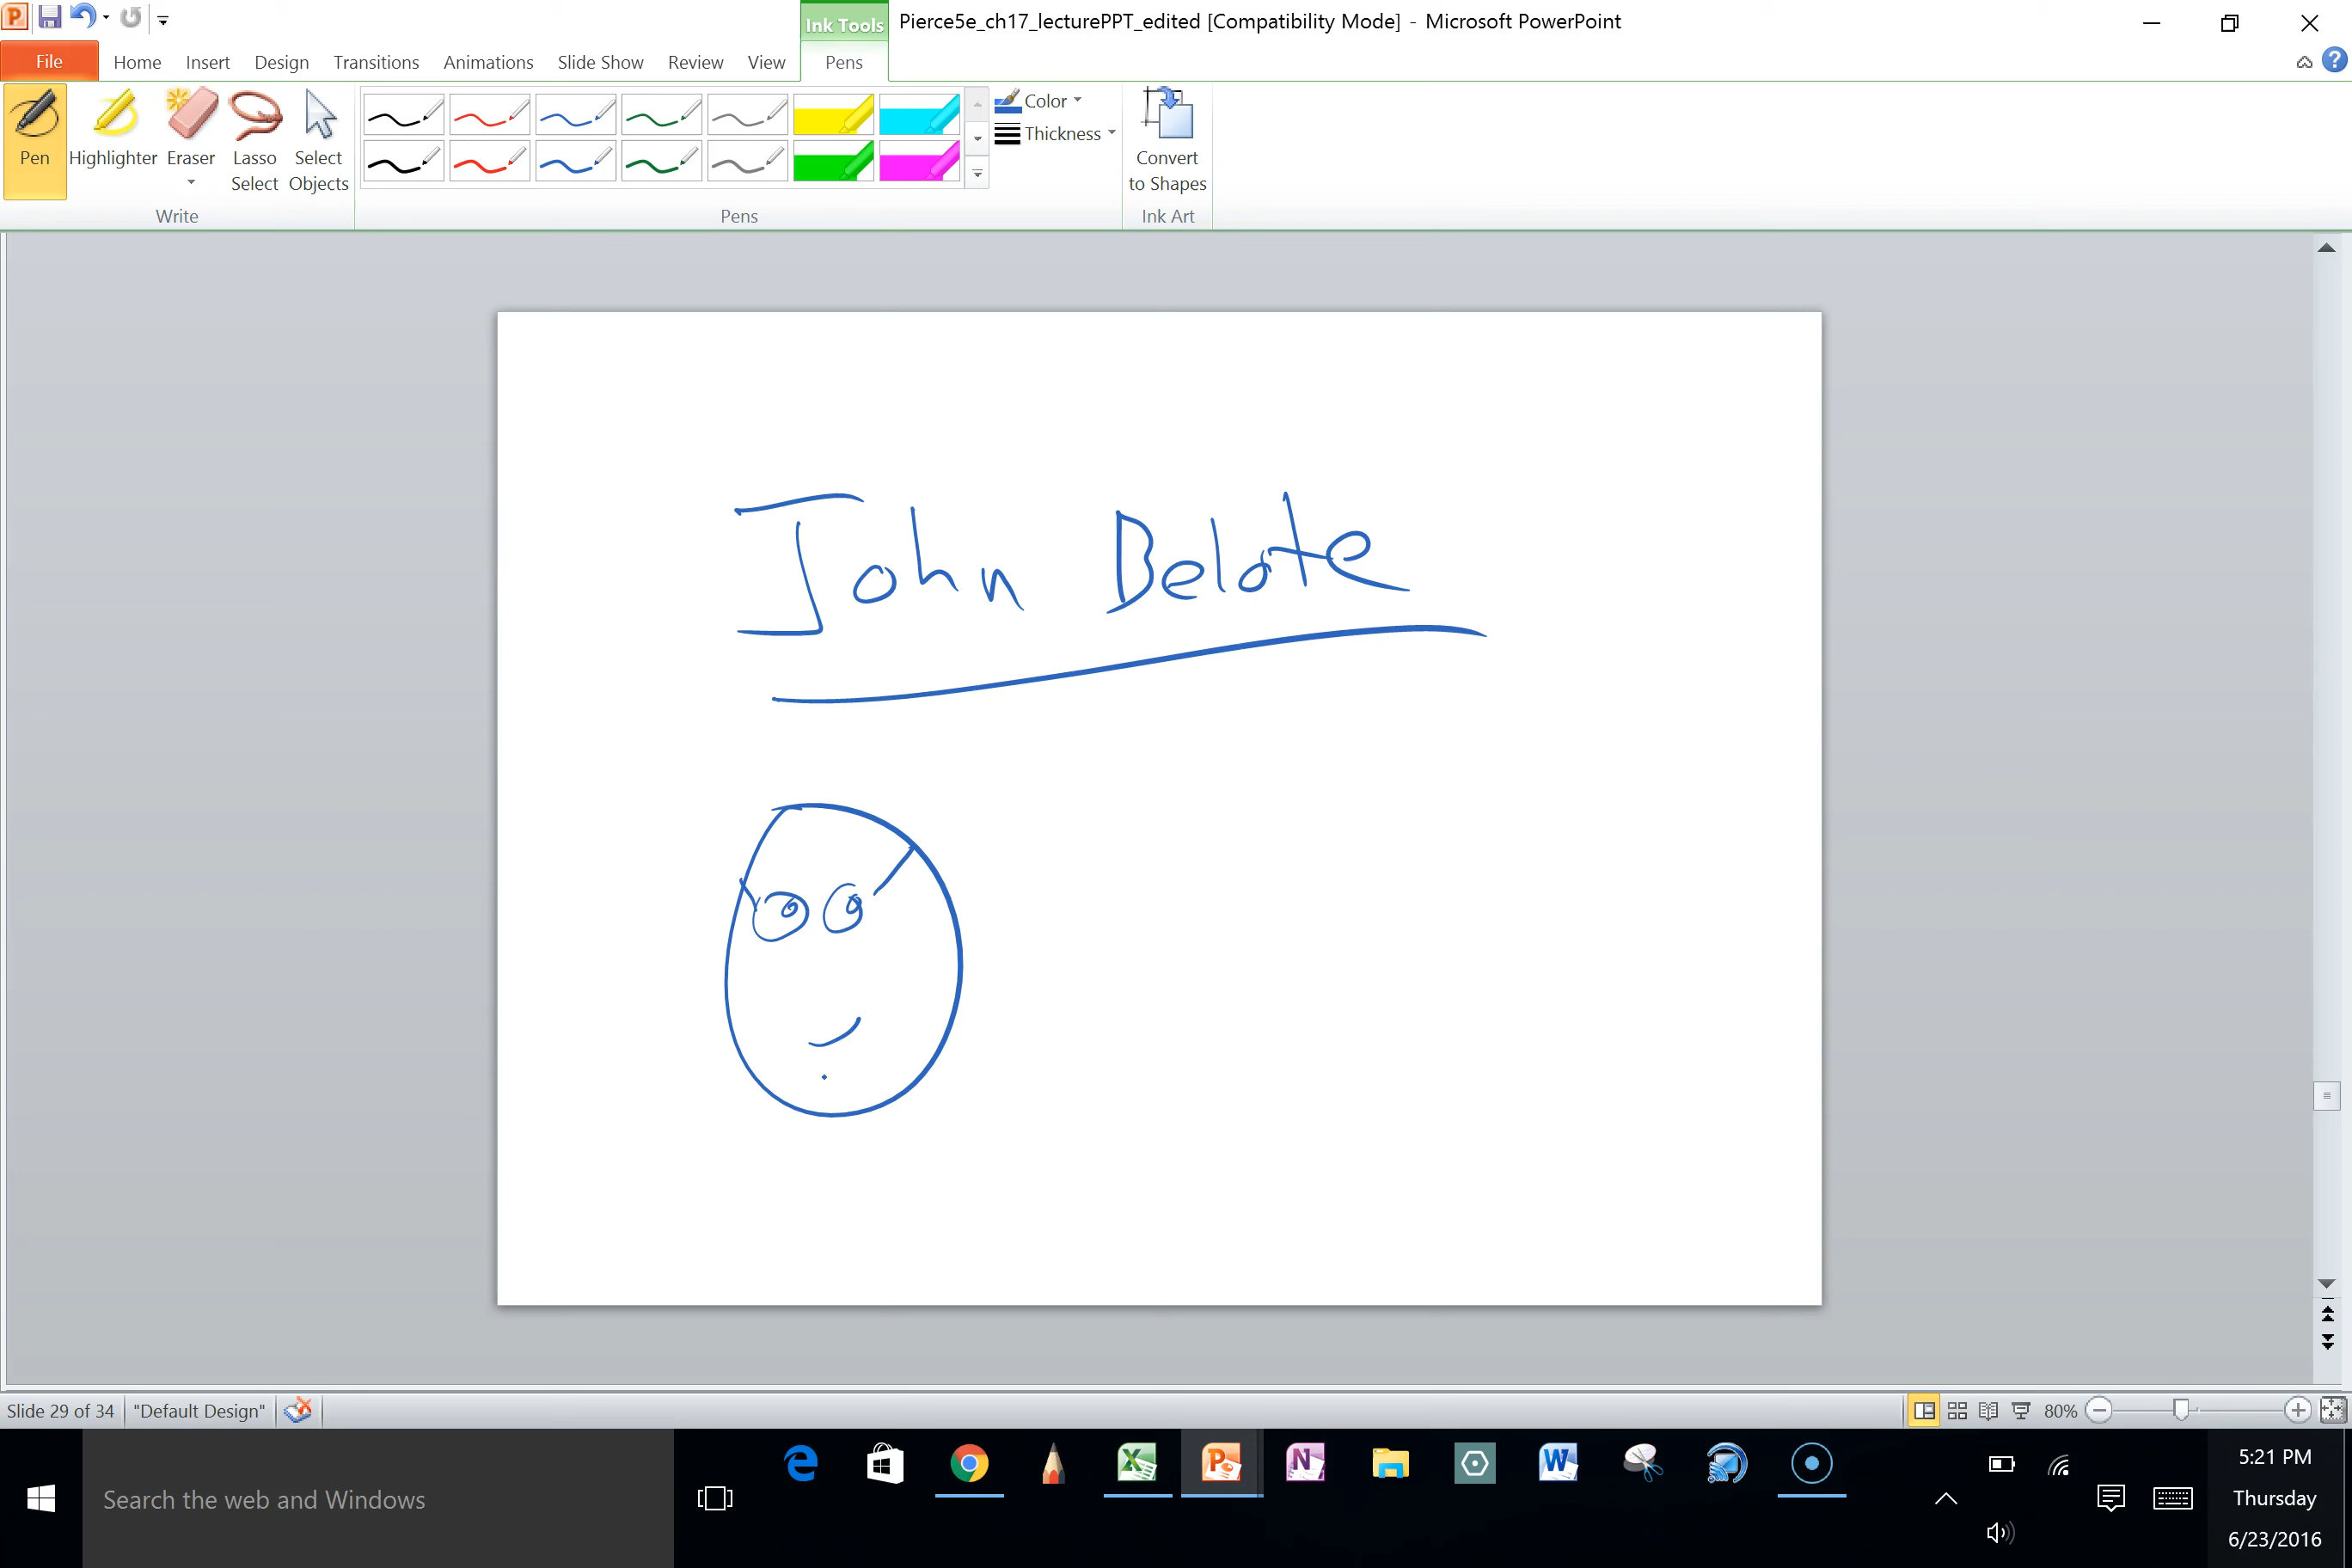 Ink Tools Pierce5e_ch17_lecturePPT_edited [Compatibility Mode] - Microsoft PowerPoint
File Home Insert Design Transitions Animations Slide Show Review View Pens
Pen Highlighter Eraser Lasso Select Select Objects Color Thickness Convert to Shapes
Write Pens Ink Art
John Belote
Slide 29 of 34 "Default Design" 80%
Search the web and Windows
5:21 PM
Thursday
6/23/2016